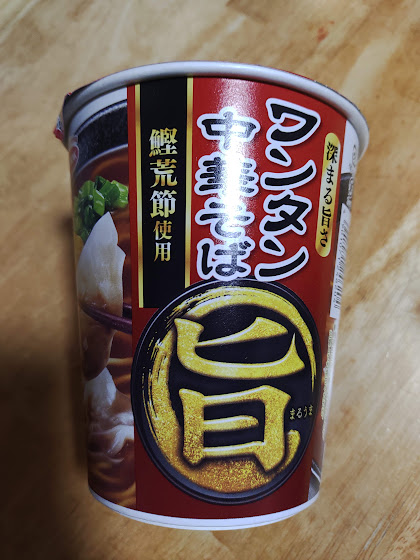 深まる旨さ
ワンタン
中華そば
鰹荒節使用
旨
まるうま